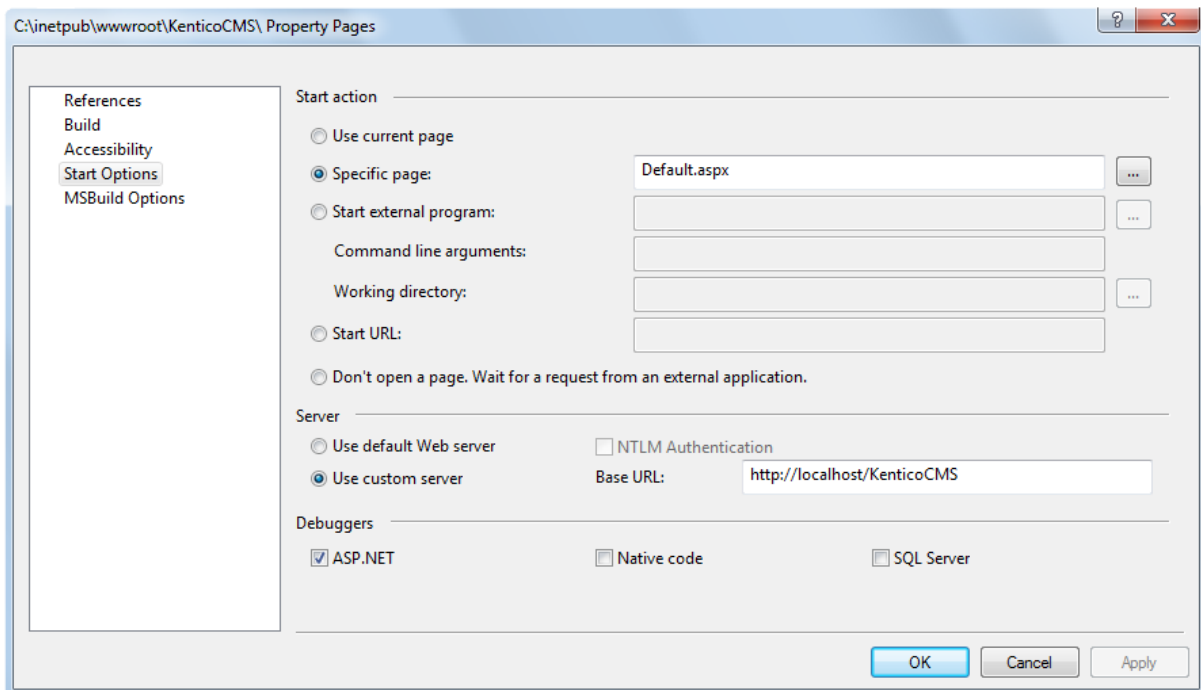 C:\inetpub\wwwroot\KenticoCMS\ Property Pages
References
Build
Accessibility
Start Options
MSBuild Options
Start action
Use current page
Specific page: Default.aspx ...
Start external program: ...
Command line arguments:
Working directory: ...
Start URL:
Don't open a page. Wait for a request from an external application.
Server
Use default Web server NTLM Authentication
Use custom server Base URL: http://localhost/KenticoCMS
Debuggers
ASP.NET Native code SQL Server
OK Cancel Apply